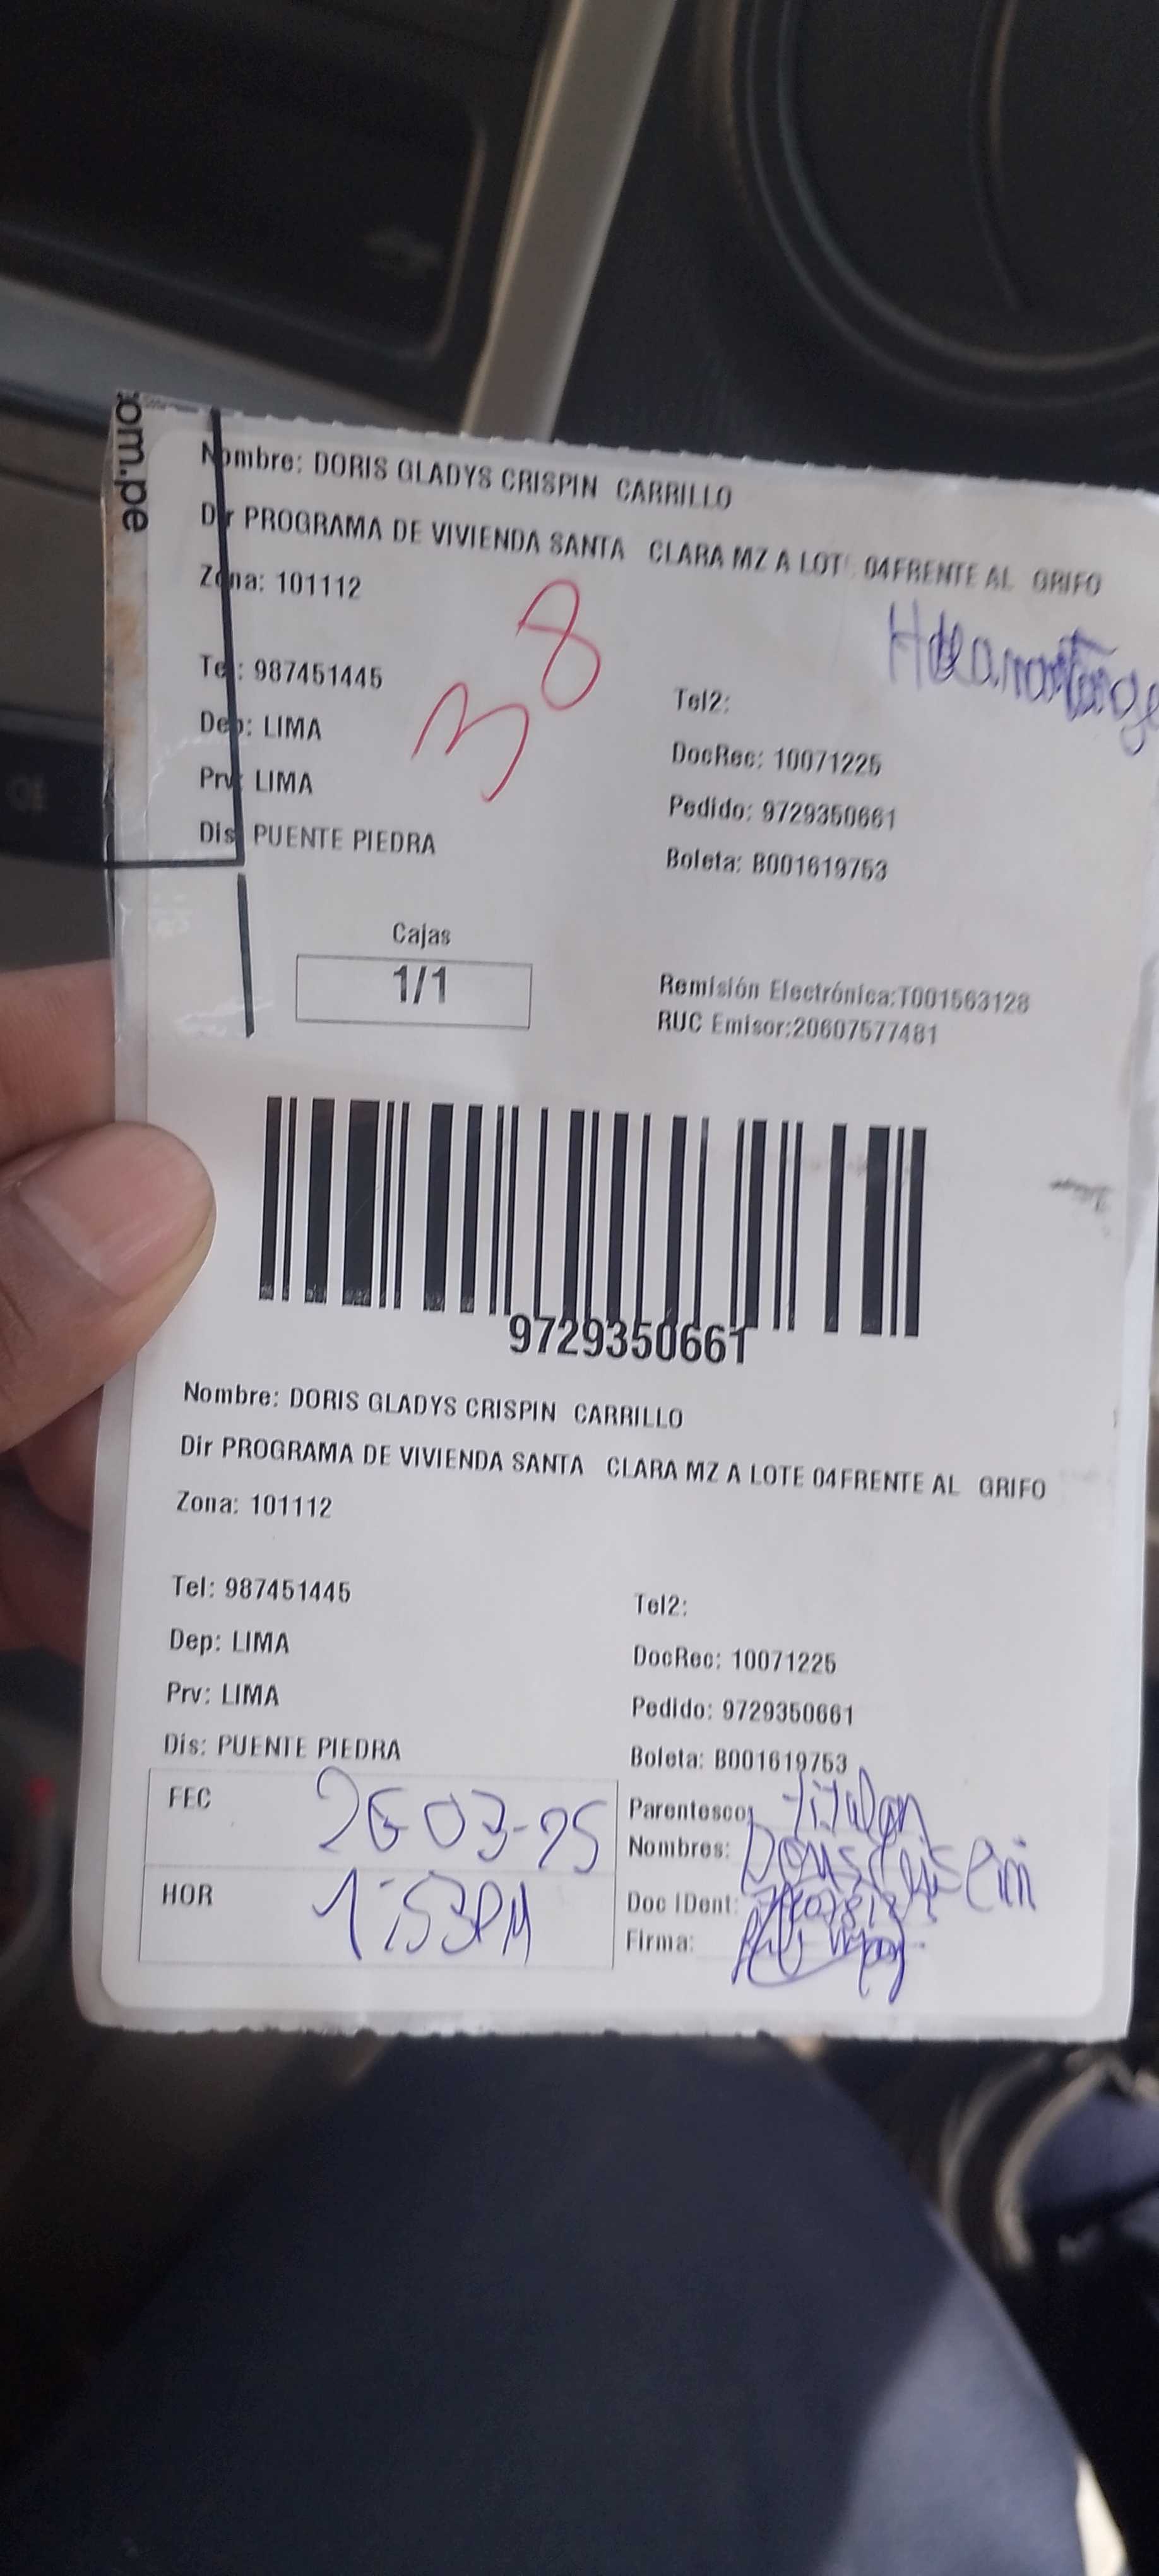 om.pe
Nombre: DORIS GLADYS CRISPIN CARRILLO
Dir PROGRAMA DE VIVIENDA SANTA CLARA MZ A LOTE 04FRENTE AL GRIFO
Zona: 101112
38
Tel: 987451445
Tel2:
Dep: LIMA
DocRec: 10071225
Prv: LIMA
Pedido: 9729350661
Dis: PUENTE PIEDRA
Boleta: B001619753
Cajas
1/1
Remisión Electrónica:T001563128
RUC Emisor:20607577481
9729350661
Nombre: DORIS GLADYS CRISPIN CARRILLO
Dir PROGRAMA DE VIVIENDA SANTA CLARA MZ A LOTE 04FRENTE AL GRIFO
Zona: 101112
Tel: 987451445
Tel2:
Dep: LIMA
DocRec: 10071225
Prv: LIMA
Pedido: 9729350661
Dis: PUENTE PIEDRA
Boleta: B001619753
FEC 26-03-25
Parentesco: titular
Nombres: Doris Crispin
HOR 1:53PM
Doc IDent:
Firma: